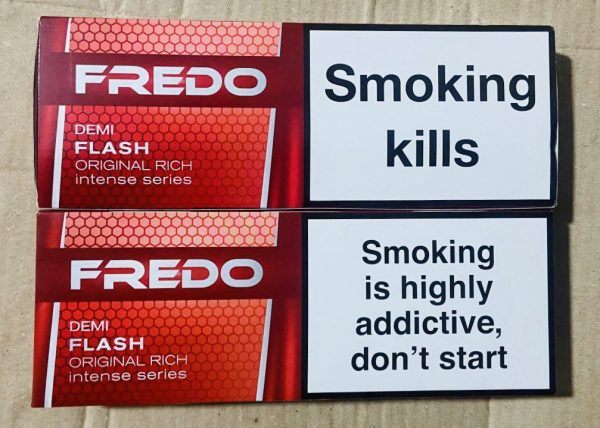 FREDO
DEMI
FLASH
ORIGINAL RICH
intense series
Smoking
kills
FREDO
DEMI
FLASH
ORIGINAL RICH
intense series
Smoking
is highly
addictive,
don't start